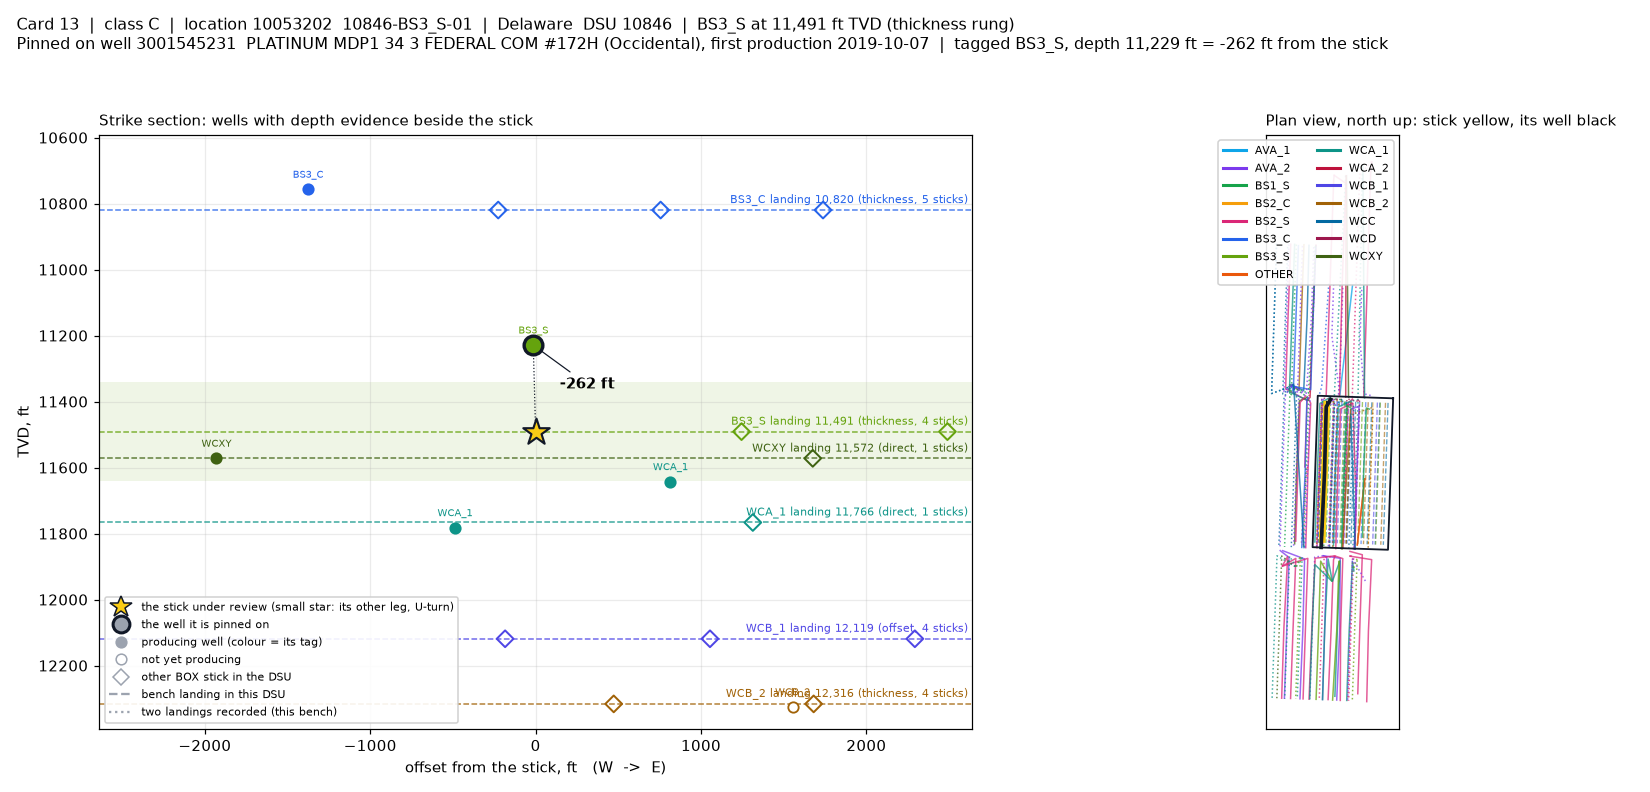 Card 13 | class C | location 10053202 10846-BS3_S-01 | Delaware DSU 10846 | BS3_S at 11,491 ft TVD (thickness rung)
Pinned on well 3001545231 PLATINUM MDP1 34 3 FEDERAL COM #172H (Occidental), first production 2019-10-07 | tagged BS3_S, depth 11,229 ft = -262 ft from the stick
Strike section: wells with depth evidence beside the stick
Plan view, north up: stick yellow, its well black
10600
10800
11000
11200
11400
11600
11800
12000
12200
TVD, ft
BS3_C
BS3_C landing 10,820 (thickness, 5 sticks)
BS3_S
-262 ft
BS3_S landing 11,491 (thickness, 4 sticks)
WCXY
WCXY landing 11,572 (direct, 1 sticks)
WCA_1
WCA_1
WCA_1 landing 11,766 (direct, 1 sticks)
WCB_1 landing 12,119 (offset, 4 sticks)
WCB_2
WCB_2 landing 12,316 (thickness, 4 sticks)
the stick under review (small star: its other leg, U-turn)
the well it is pinned on
producing well (colour = its tag)
not yet producing
other BOX stick in the DSU
bench landing in this DSU
two landings recorded (this bench)
−2000
−1000
0
1000
2000
offset from the stick, ft (W -> E)
AVA_1
AVA_2
BS1_S
BS2_C
BS2_S
BS3_C
BS3_S
OTHER
WCA_1
WCA_2
WCB_1
WCB_2
WCC
WCD
WCXY